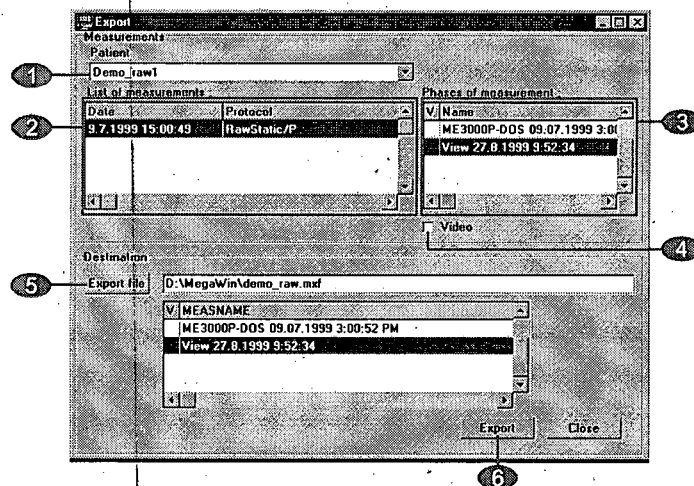 Export
Measurements
Patient
1
Demo_raw1
List of measurements
Phases of measurement
Date Protocol
V Name
2
9.7.1999 15:00:49 RawStatic/P
ME3000P-DOS 09.07.1999 3:00
View 27.8.1999 9:52:34
3
Video
4
Destination
5
Export file D:\MegaWin\demo_raw.mxf
V MEASNAME
ME3000P-DOS 09.07.1999 3:00:52 PM
View 27.8.1999 9:52:34
Export Close
6